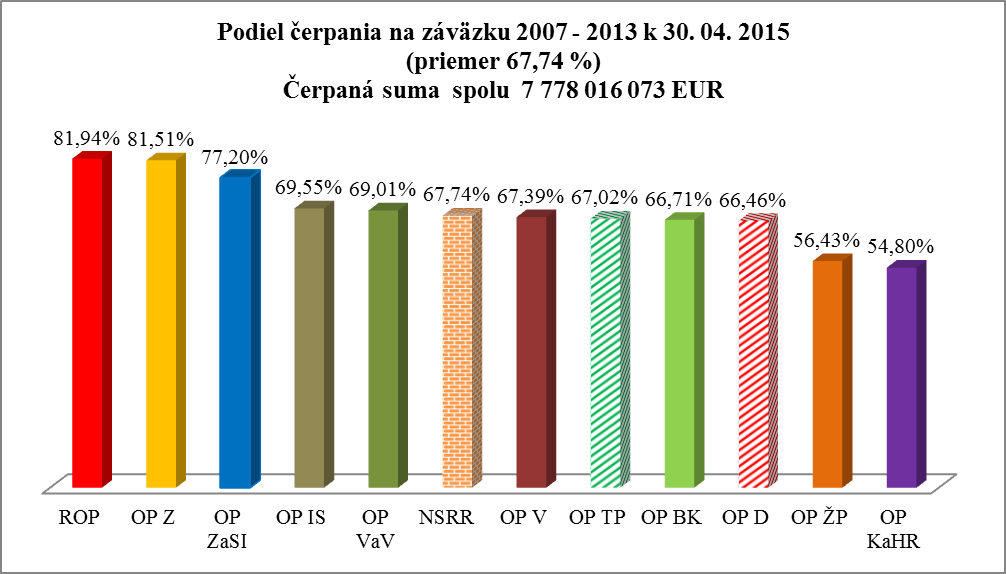 Podiel čerpania na záväzku 2007 - 2013 k 30. 04. 2015
(priemer 67,74 %)
Čerpaná suma spolu 7 778 016 073 EUR
81,94% 81,51% 77,20% 69,55% 69,01% 67,74% 67,39% 67,02% 66,71% 66,46% 56,43% 54,80%
ROP OP Z OP OP IS OP NSRR OP V OP TP OP BK OP D OP ŽP OP
ZaSI VaV KaHR